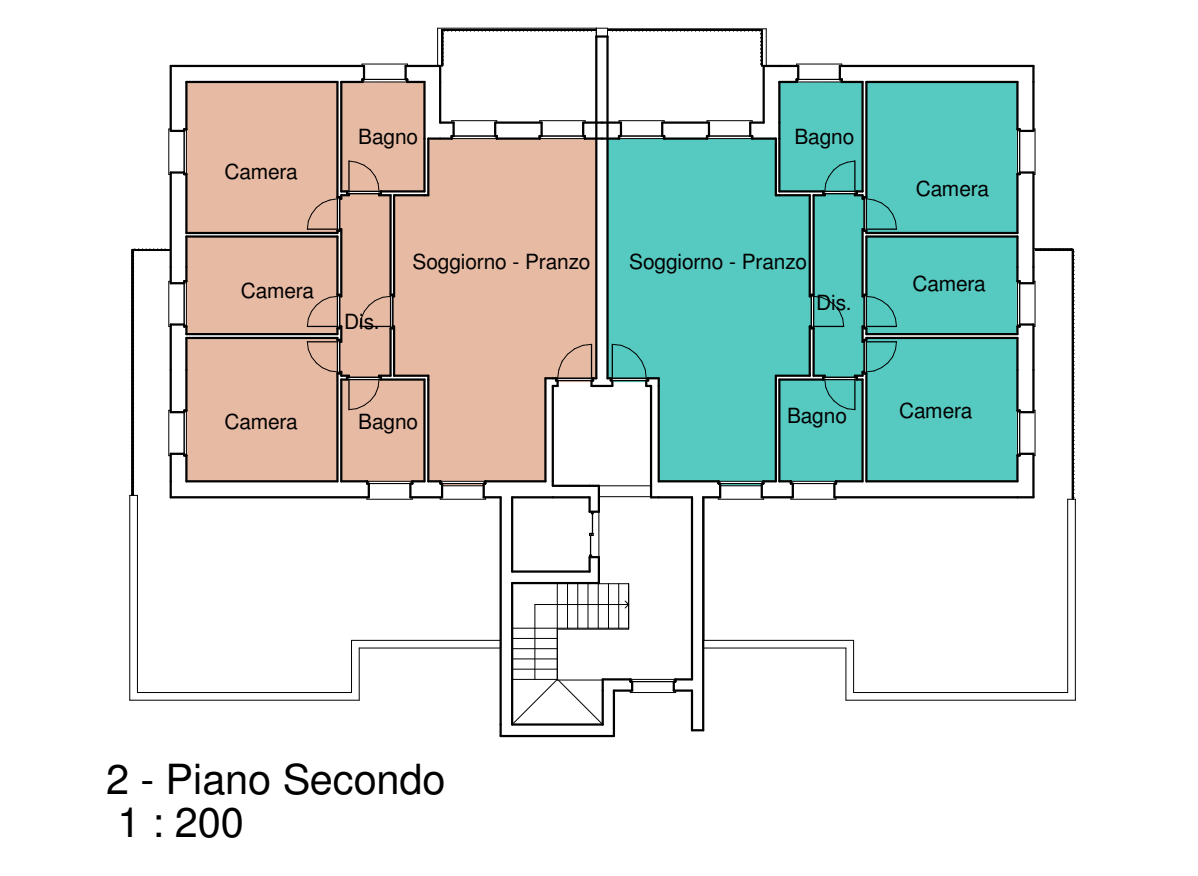 Bagno
Bagno
Camera
Camera
Soggiorno - Pranzo
Soggiorno - Pranzo
Camera
Camera
Dis.
Dis.
Camera
Bagno
Bagno
Camera
2 - Piano Secondo
1 : 200